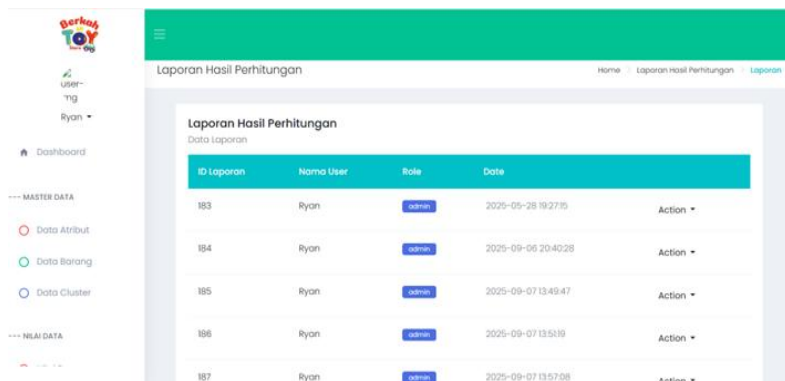 Berkah
TOY
Laporan Hasil Perhitungan
Home
Laporan Hasil Perhitungan
Laporan
user-
img
Ryan
Dashboard
--- MASTER DATA
Data Atribut
Data Barang
Data Cluster
--- NILAI DATA
Laporan Hasil Perhitungan
Data Laporan
ID Laporan Nama User Role Date
183 Ryan admin 2025-05-28 19:27:15 Action
184 Ryan admin 2025-09-06 20:40:28 Action
185 Ryan admin 2025-09-07 13:49:47 Action
186 Ryan admin 2025-09-07 13:51:19 Action
187 Ryan admin 2025-09-07 13:57:08 Action